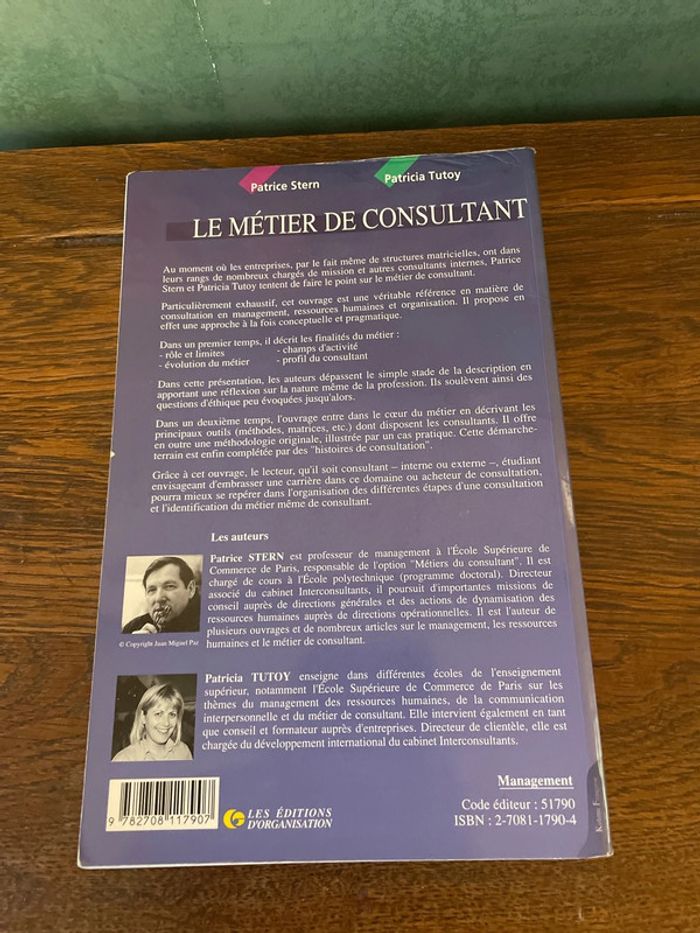 Patrice Stern
Patricia Tutoy
LE MÉTIER DE CONSULTANT
Au moment où les entreprises, par le fait même de structures matricielles, ont dans
leurs rangs de nombreux chargés de mission et autres consultants internes, Patrice
Stern et Patricia Tutoy tentent de faire le point sur le métier de consultant.
Particulièrement exhaustif, cet ouvrage est une véritable référence en matière de
consultation en management, ressources humaines et organisation. Il propose en
effet une approche à la fois conceptuelle et pragmatique.
Dans un premier temps, il décrit les finalités du métier :
- rôle et limites - champs d'activité
- évolution du métier - profil du consultant
Dans cette présentation, les auteurs dépassent le simple stade de la description en
apportant une réflexion sur la nature même de la profession. Ils soulèvent ainsi des
questions d'éthique peu évoquées jusqu'alors.
Dans un deuxième temps, l'ouvrage entre dans le cœur du métier en décrivant les
principaux outils (méthodes, matrices, etc.) dont disposent les consultants. Il offre
en outre une méthodologie originale, illustrée par un cas pratique. Cette démarche-
terrain est enfin complétée par des "histoires de consultation".
Grâce à cet ouvrage, le lecteur, qu'il soit consultant – interne ou externe –, étudiant
envisageant d'embrasser une carrière dans ce domaine ou acheteur de consultation,
pourra mieux se repérer dans l'organisation des différentes étapes d'une consultation
et l'identification du métier même de consultant.
Les auteurs
Patrice STERN est professeur de management à l'École Supérieure de
Commerce de Paris, responsable de l'option "Métiers du consultant". Il est
chargé de cours à l'École polytechnique (programme doctoral). Directeur
associé du cabinet Interconsultants, il poursuit d'importantes missions de
conseil auprès de directions générales et des actions de dynamisation des
ressources humaines auprès de directions opérationnelles. Il est l'auteur de
plusieurs ouvrages et de nombreux articles sur le management, les ressources
humaines et le métier de consultant.
© Copyright Juan Miguel Paz
Patricia TUTOY enseigne dans différentes écoles de l'enseignement
supérieur, notamment l'École Supérieure de Commerce de Paris sur les
thèmes du management des ressources humaines, de la communication
interpersonnelle et du métier de consultant. Elle intervient également en tant
que conseil et formateur auprès d'entreprises. Directeur de clientèle, elle est
chargée du développement international du cabinet Interconsultants.
9 782708 117907
LES ÉDITIONS
D'ORGANISATION
Management
Code éditeur : 51790
ISBN : 2-7081-1790-4